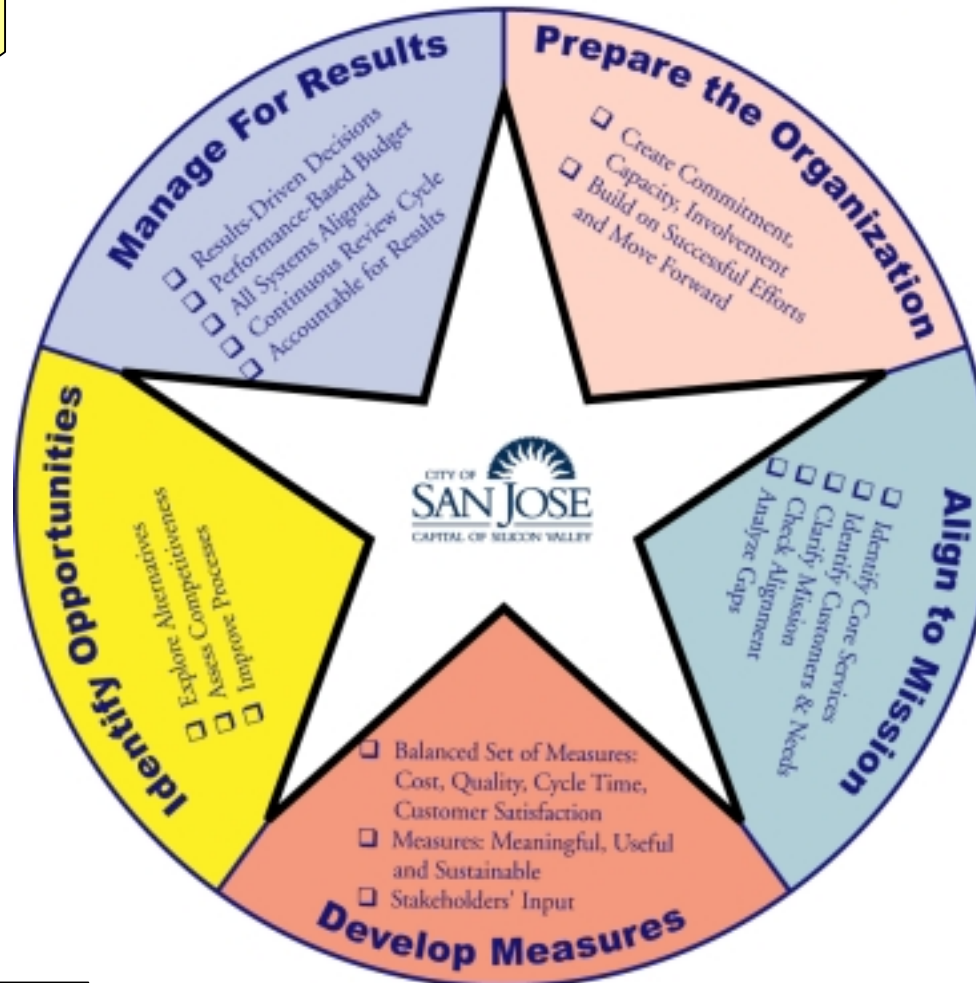 Prepare the Organization
Create Commitment,
Capacity, Involvement
Build on Successful Efforts
and Move Forward
Align to Mission
Identify Core Services
Identify Customers & Needs
Clarify Mission
Check Alignment
Analyze Gaps
Develop Measures
Balanced Set of Measures:
Cost, Quality, Cycle Time,
Customer Satisfaction
Measures: Meaningful, Useful
and Sustainable
Stakeholders' Input
Identify Opportunities
Explore Alternatives
Assess Competitiveness
Improve Processes
Manage For Results
Results-Driven Decisions
Performance-Based Budget
All Systems Aligned
Continuous Review Cycle
Accountable for Results
CITY OF
SAN JOSE
CAPITAL OF SILICON VALLEY